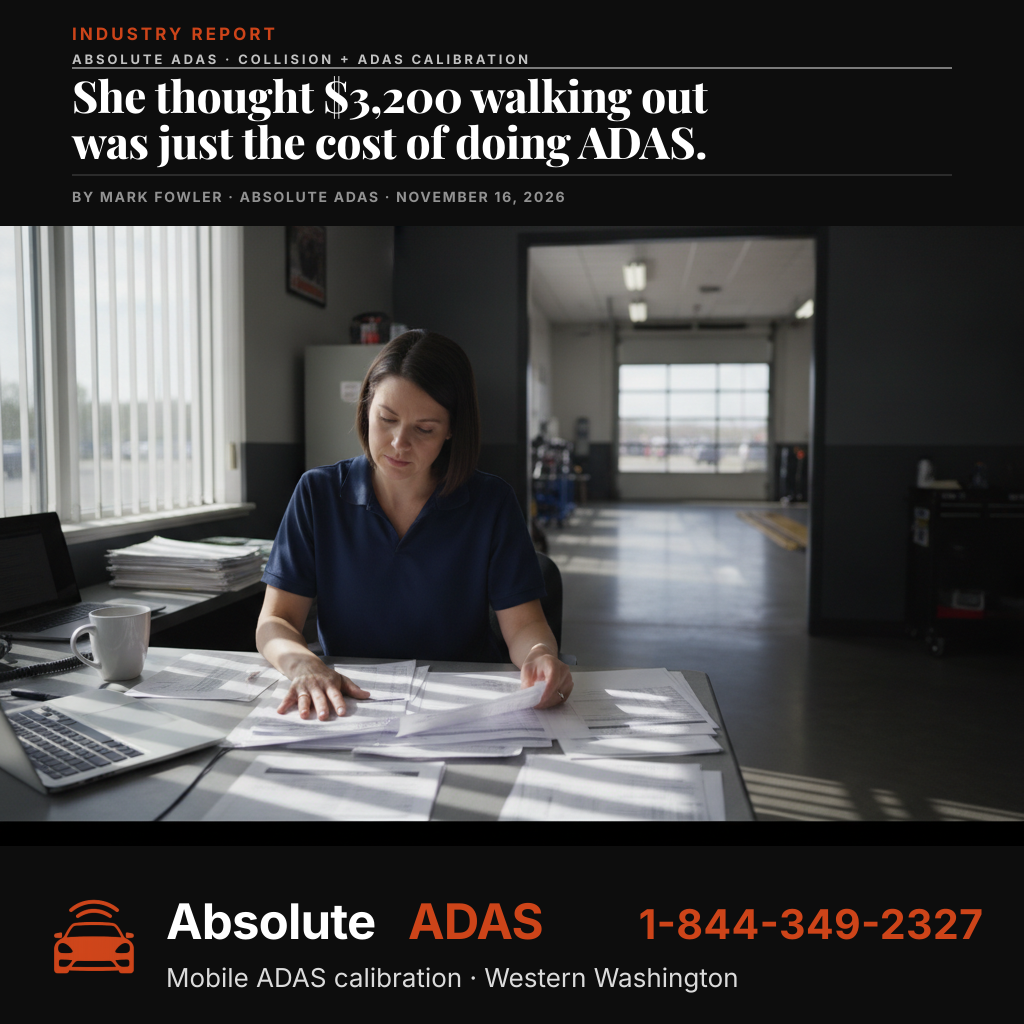 INDUSTRY REPORT
ABSOLUTE ADAS · COLLISION + ADAS CALIBRATION
She thought $3,200 walking out
was just the cost of doing ADAS.
BY MARK FOWLER · ABSOLUTE ADAS · NOVEMBER 16, 2026
Absolute ADAS
1-844-349-2327
Mobile ADAS calibration · Western Washington